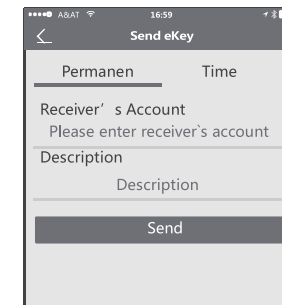 A&AT 16:59
Send eKey
Permanen Time
Receiver’ s Account
Please enter receiver`s account
Description
Description
Send